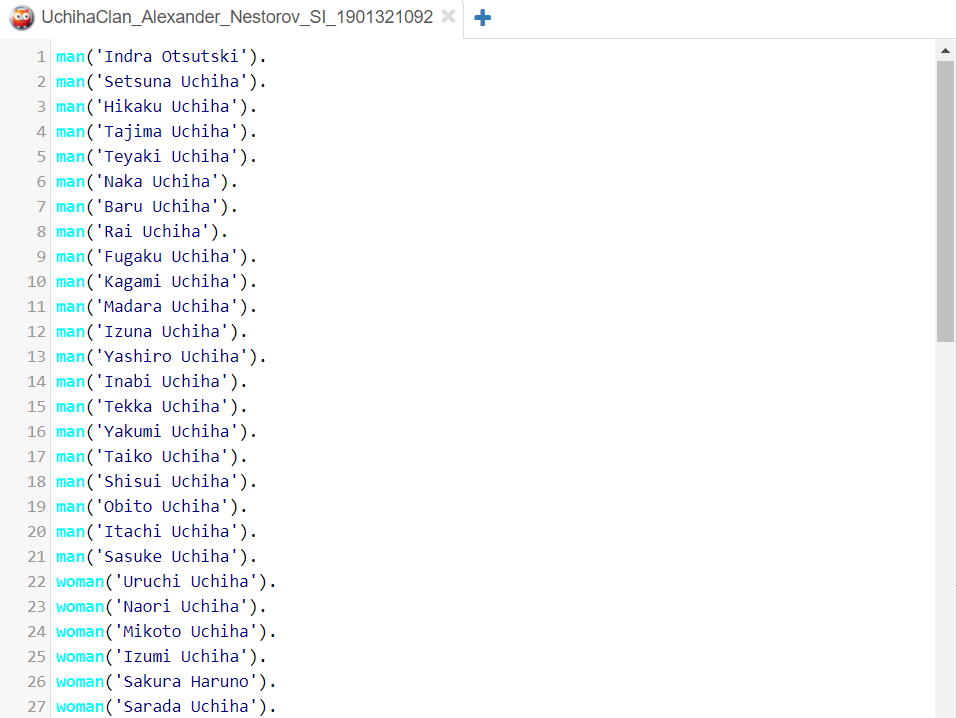 UchihaClan_Alexander_Nestorov_SI_1901321092
1 man('Indra Otsutski').
2 man('Setsuna Uchiha').
3 man('Hikaku Uchiha').
4 man('Tajima Uchiha').
5 man('Teyaki Uchiha').
6 man('Naka Uchiha').
7 man('Baru Uchiha').
8 man('Rai Uchiha').
9 man('Fugaku Uchiha').
10 man('Kagami Uchiha').
11 man('Madara Uchiha').
12 man('Izuna Uchiha').
13 man('Yashiro Uchiha').
14 man('Inabi Uchiha').
15 man('Tekka Uchiha').
16 man('Yakumi Uchiha').
17 man('Taiko Uchiha').
18 man('Shisui Uchiha').
19 man('Obito Uchiha').
20 man('Itachi Uchiha').
21 man('Sasuke Uchiha').
22 woman('Uruchi Uchiha').
23 woman('Naori Uchiha').
24 woman('Mikoto Uchiha').
25 woman('Izumi Uchiha').
26 woman('Sakura Haruno').
27 woman('Sarada Uchiha').